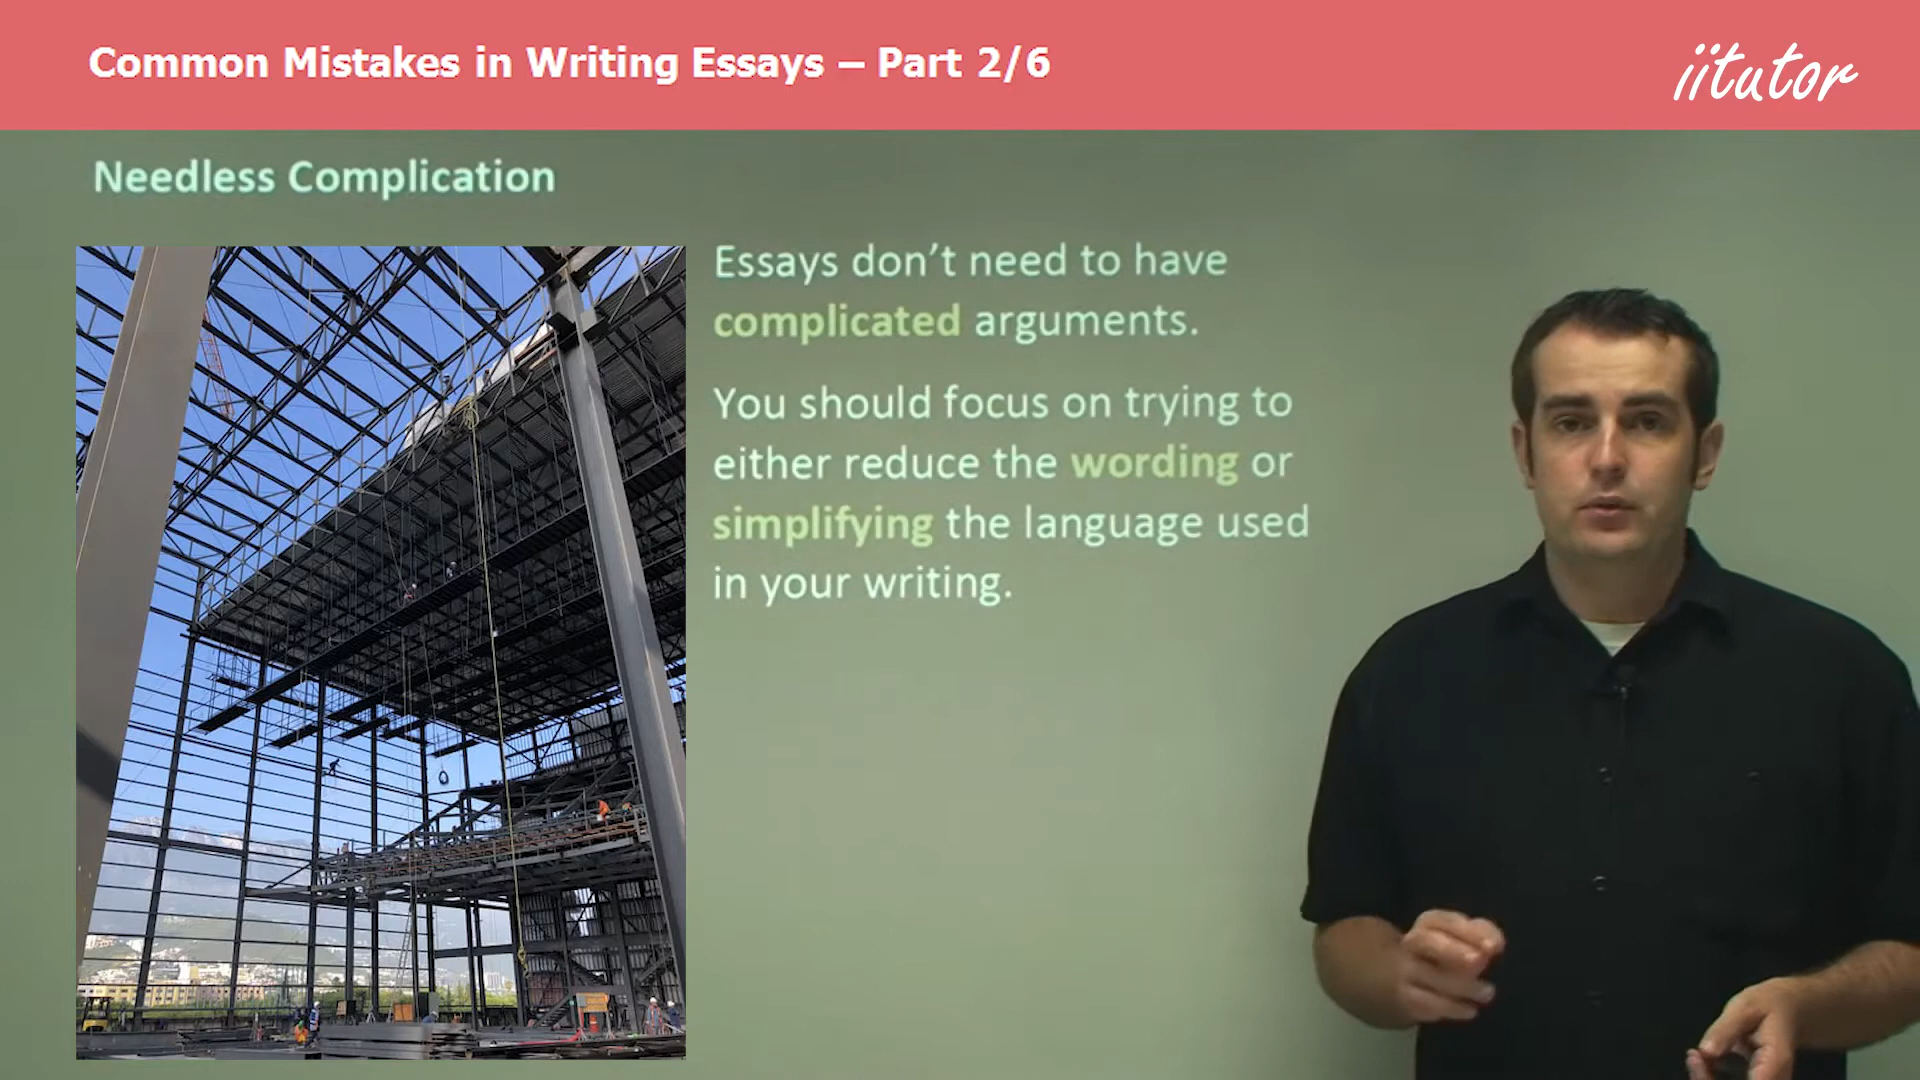 Common Mistakes in Writing Essays – Part 2/6
iitutor
Needless Complication
Essays don’t need to have
complicated arguments.
You should focus on trying to
either reduce the wording or
simplifying the language used
in your writing.